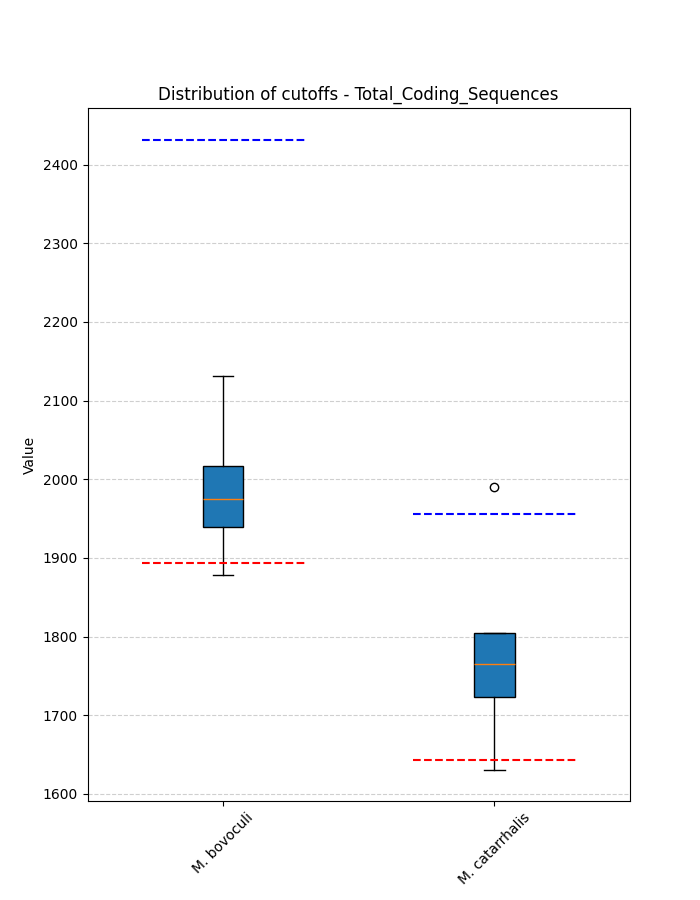 Distribution of cutoffs - Total_Coding_Sequences
Value
2400
2300
2200
2100
2000
1900
1800
1700
1600
M. bovoculi
M. catarrhalis